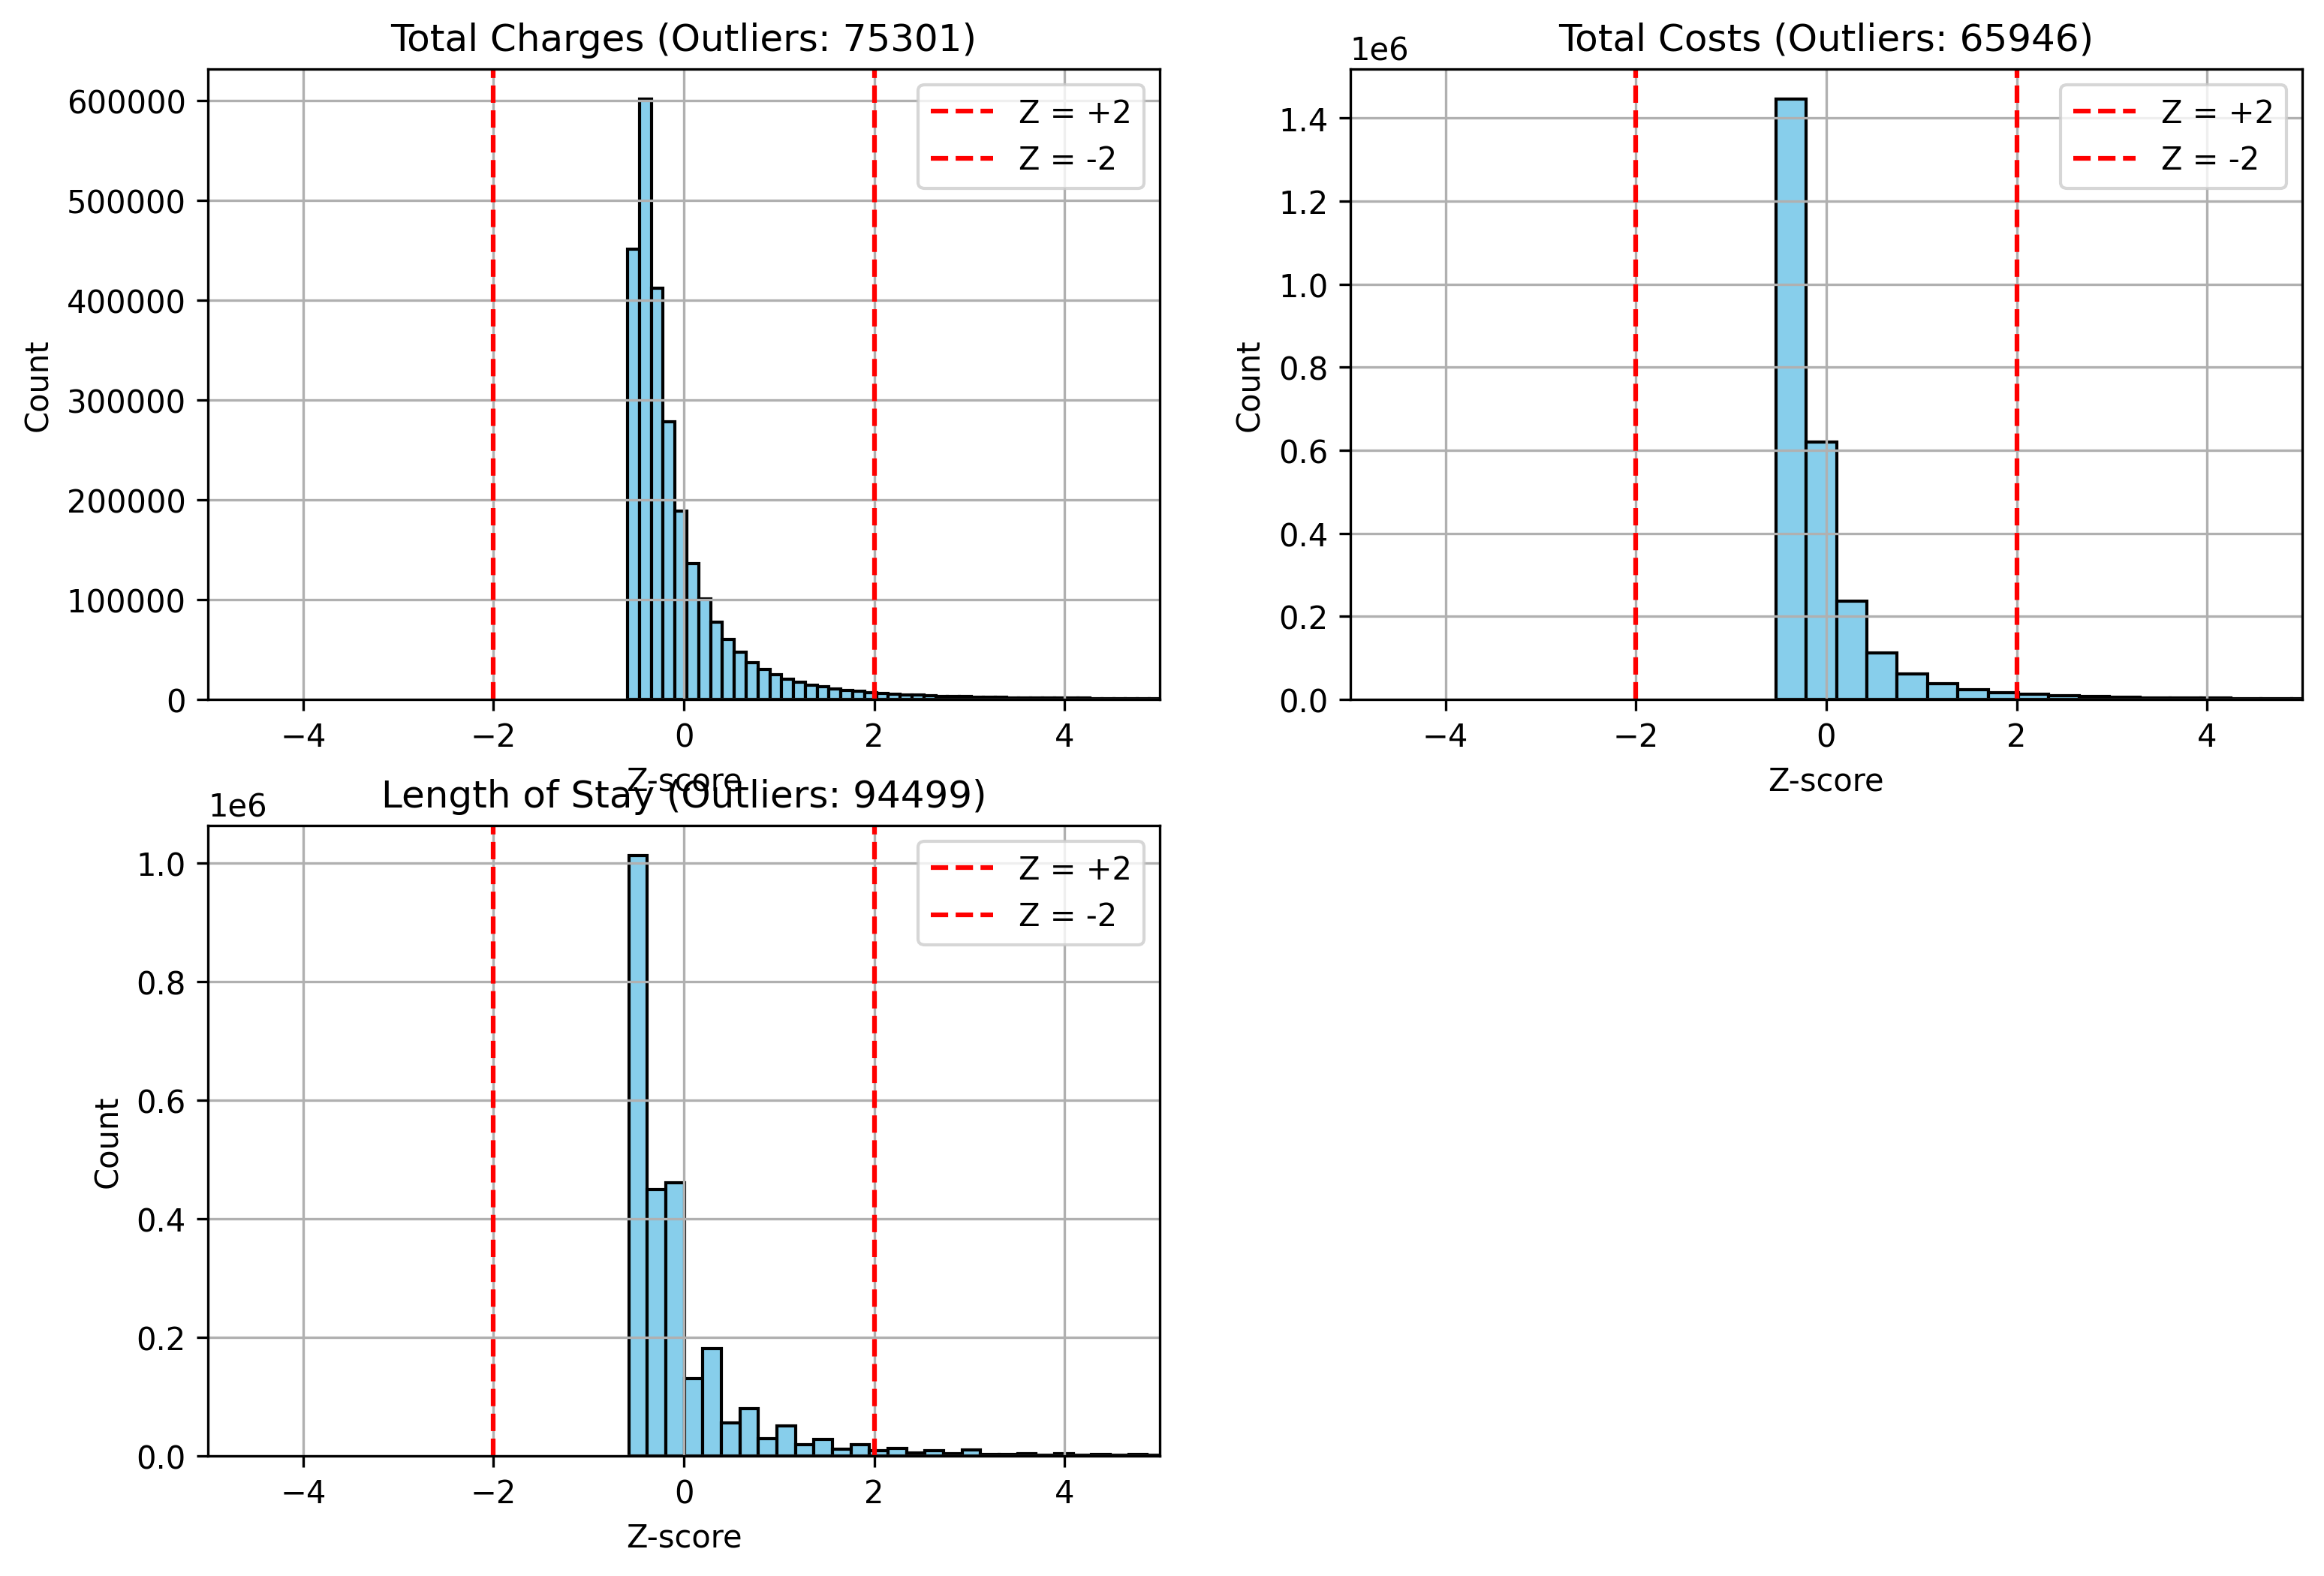 Total Charges (Outliers: 75301)
Z = +2
Z = -2
600000
500000
400000
300000
200000
100000
0
Count
−4 −2 0 2 4
Z-score
Total Costs (Outliers: 65946)
1e6
Z = +2
Z = -2
1.4
1.2
1.0
0.8
0.6
0.4
0.2
0.0
Count
−4 −2 0 2 4
Z-score
Length of Stay (Outliers: 94499)
1e6
Z = +2
Z = -2
1.0
0.8
0.6
0.4
0.2
0.0
Count
−4 −2 0 2 4
Z-score